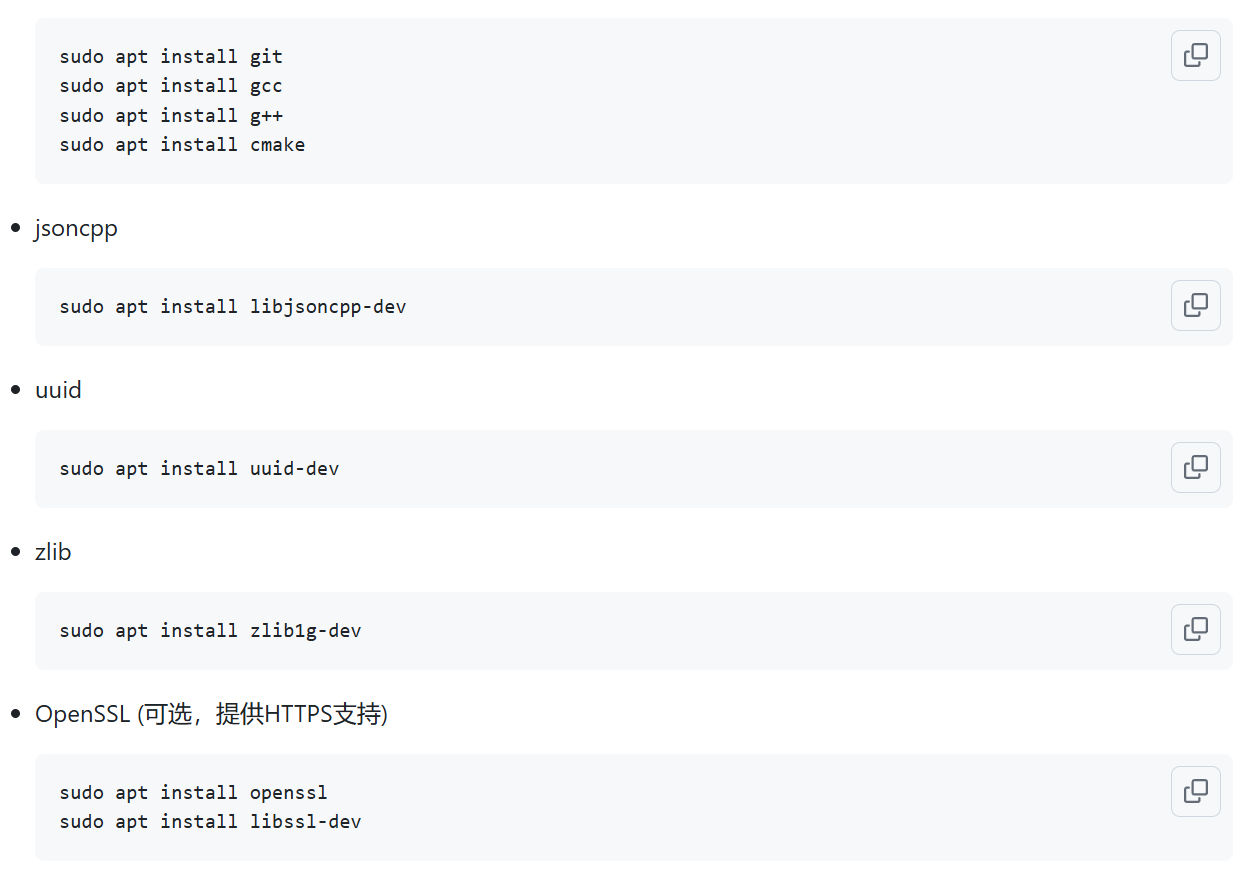 sudo apt install git
sudo apt install gcc
sudo apt install g++
sudo apt install cmake
jsoncpp
sudo apt install libjsoncpp-dev
uuid
sudo apt install uuid-dev
zlib
sudo apt install zlib1g-dev
OpenSSL (可选，提供HTTPS支持)
sudo apt install openssl
sudo apt install libssl-dev